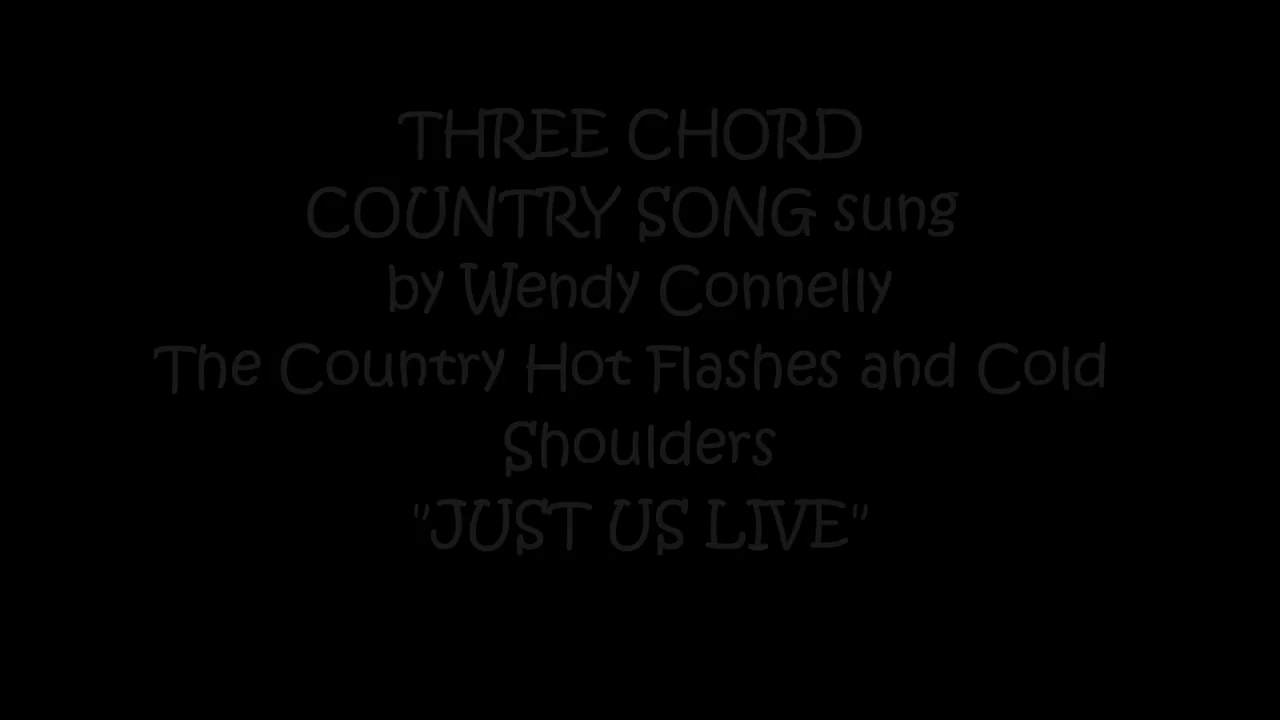 THREE CHORD
COUNTRY SONG sung
by Wendy Connelly
The Country Hot Flashes and Cold
Shoulders
"JUST US LIVE"